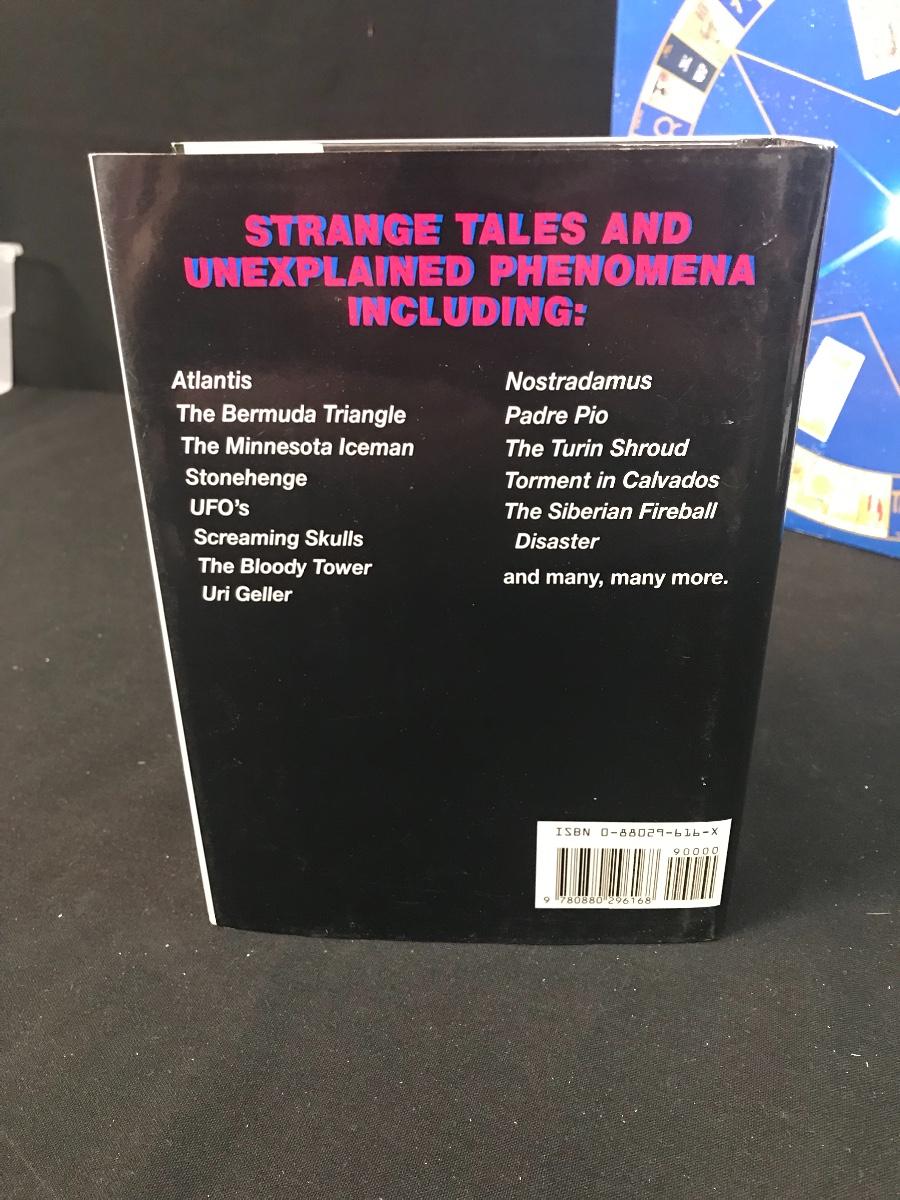 STRANGE TALES AND
UNEXPLAINED PHENOMENA
INCLUDING:
Atlantis
The Bermuda Triangle
The Minnesota Iceman
Stonehenge
UFO's
Screaming Skulls
The Bloody Tower
Uri Geller
Nostradamus
Padre Pio
The Turin Shroud
Torment in Calvados
The Siberian Fireball
Disaster
and many, many more.
ISBN 0-88029-616-X
90000
9 780880 296168